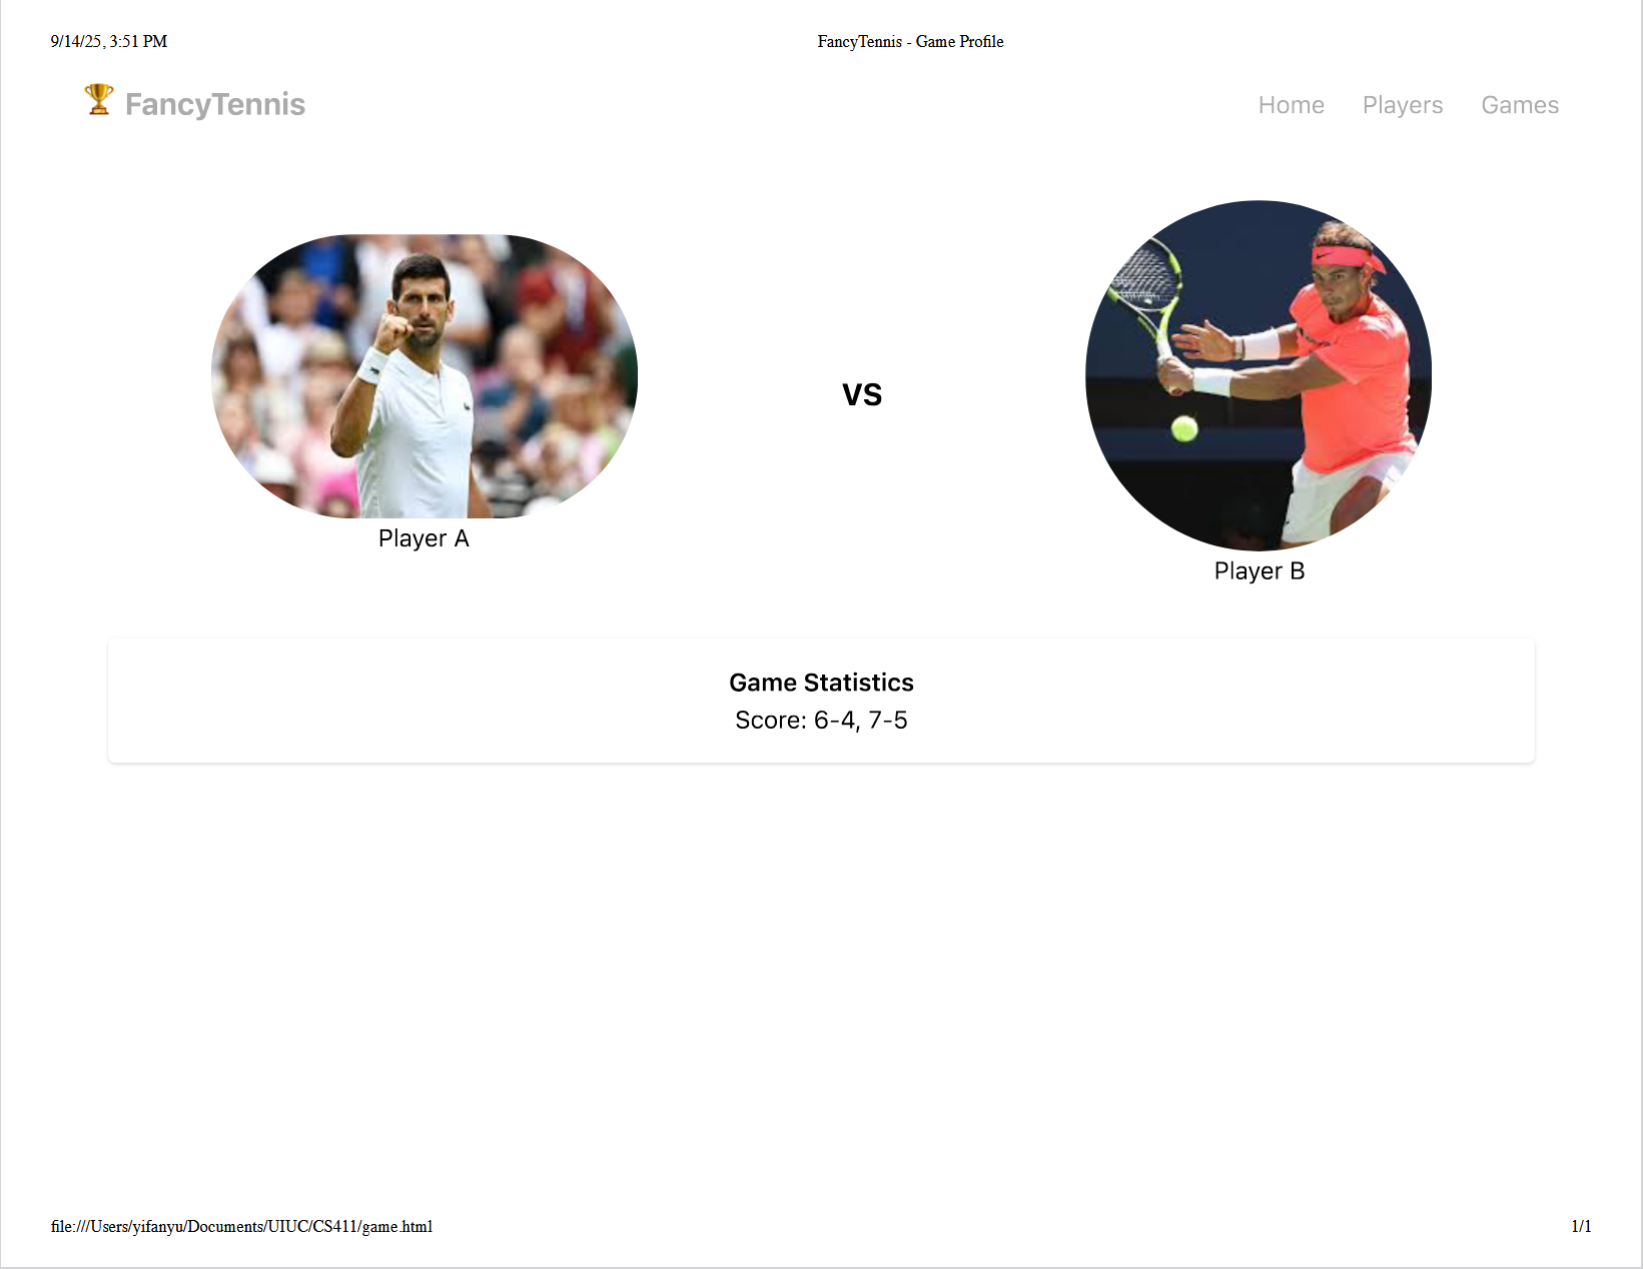 9/14/25, 3:51 PM
FancyTennis - Game Profile
FancyTennis
Home
Players
Games
VS
Player A
Player B
Game Statistics
Score: 6-4, 7-5
file:///Users/yifanyu/Documents/UIUC/CS411/game.html
1/1